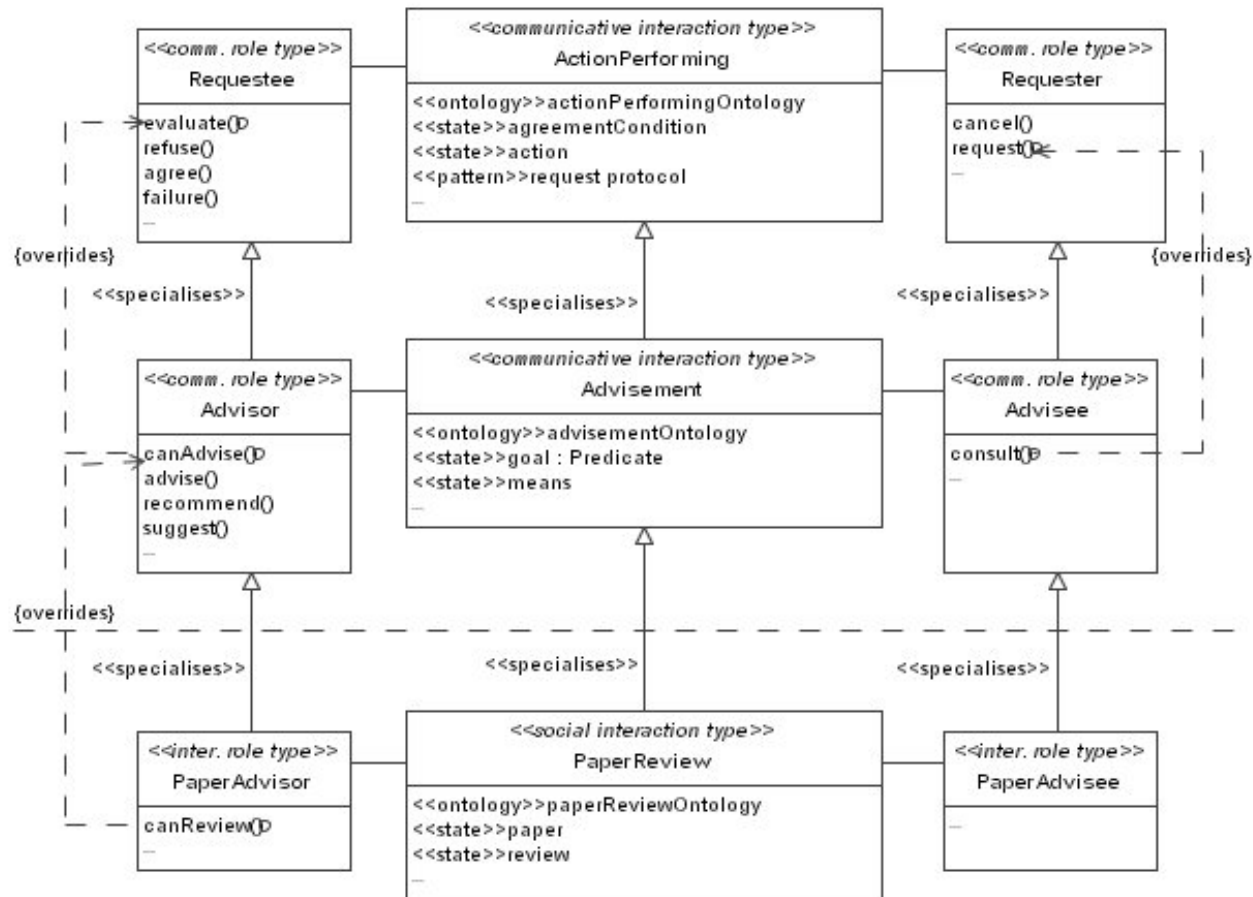 <<comm. role type>>
Requestee
evaluate()
refuse()
agree()
failure()
...
<<communicative interaction type>>
ActionPerforming
<<ontology>>actionPerformingOntology
<<state>>agreementCondition
<<state>>action
<<pattern>>request protocol
...
<<comm. role type>>
Requester
cancel()
request()
...
{overrides}
{overrides}
<<specialises>>
<<specialises>>
<<specialises>>
<<comm. role type>>
Advisor
canAdvise()
advise()
recommend()
suggest()
...
<<communicative interaction type>>
Advisement
<<ontology>>advisementOntology
<<state>>goal : Predicate
<<state>>means
...
<<comm. role type>>
Advisee
consult()
...
{overrides}
<<specialises>>
<<specialises>>
<<specialises>>
<<inter. role type>>
PaperAdvisor
canReview()
...
<<social interaction type>>
PaperReview
<<ontology>>paperReviewOntology
<<state>>paper
<<state>>review
...
<<inter. role type>>
PaperAdvisee
...